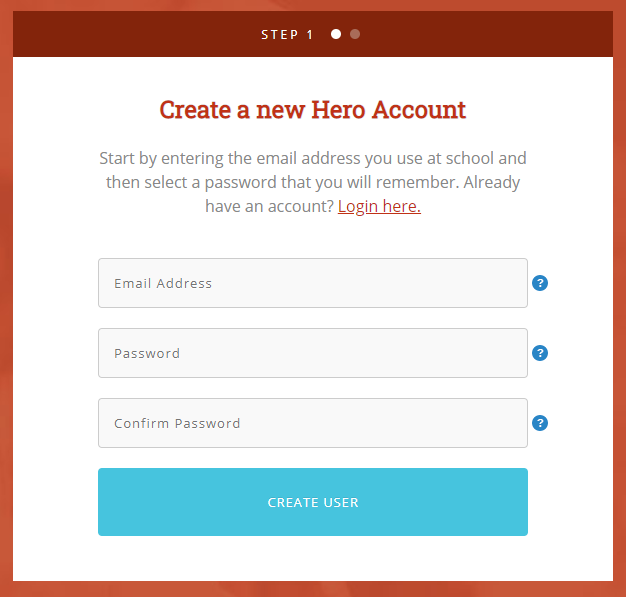 STEP 1
Create a new Hero Account
Start by entering the email address you use at school and
then select a password that you will remember. Already
have an account? Login here.
Email Address
?
Password
?
Confirm Password
?
CREATE USER